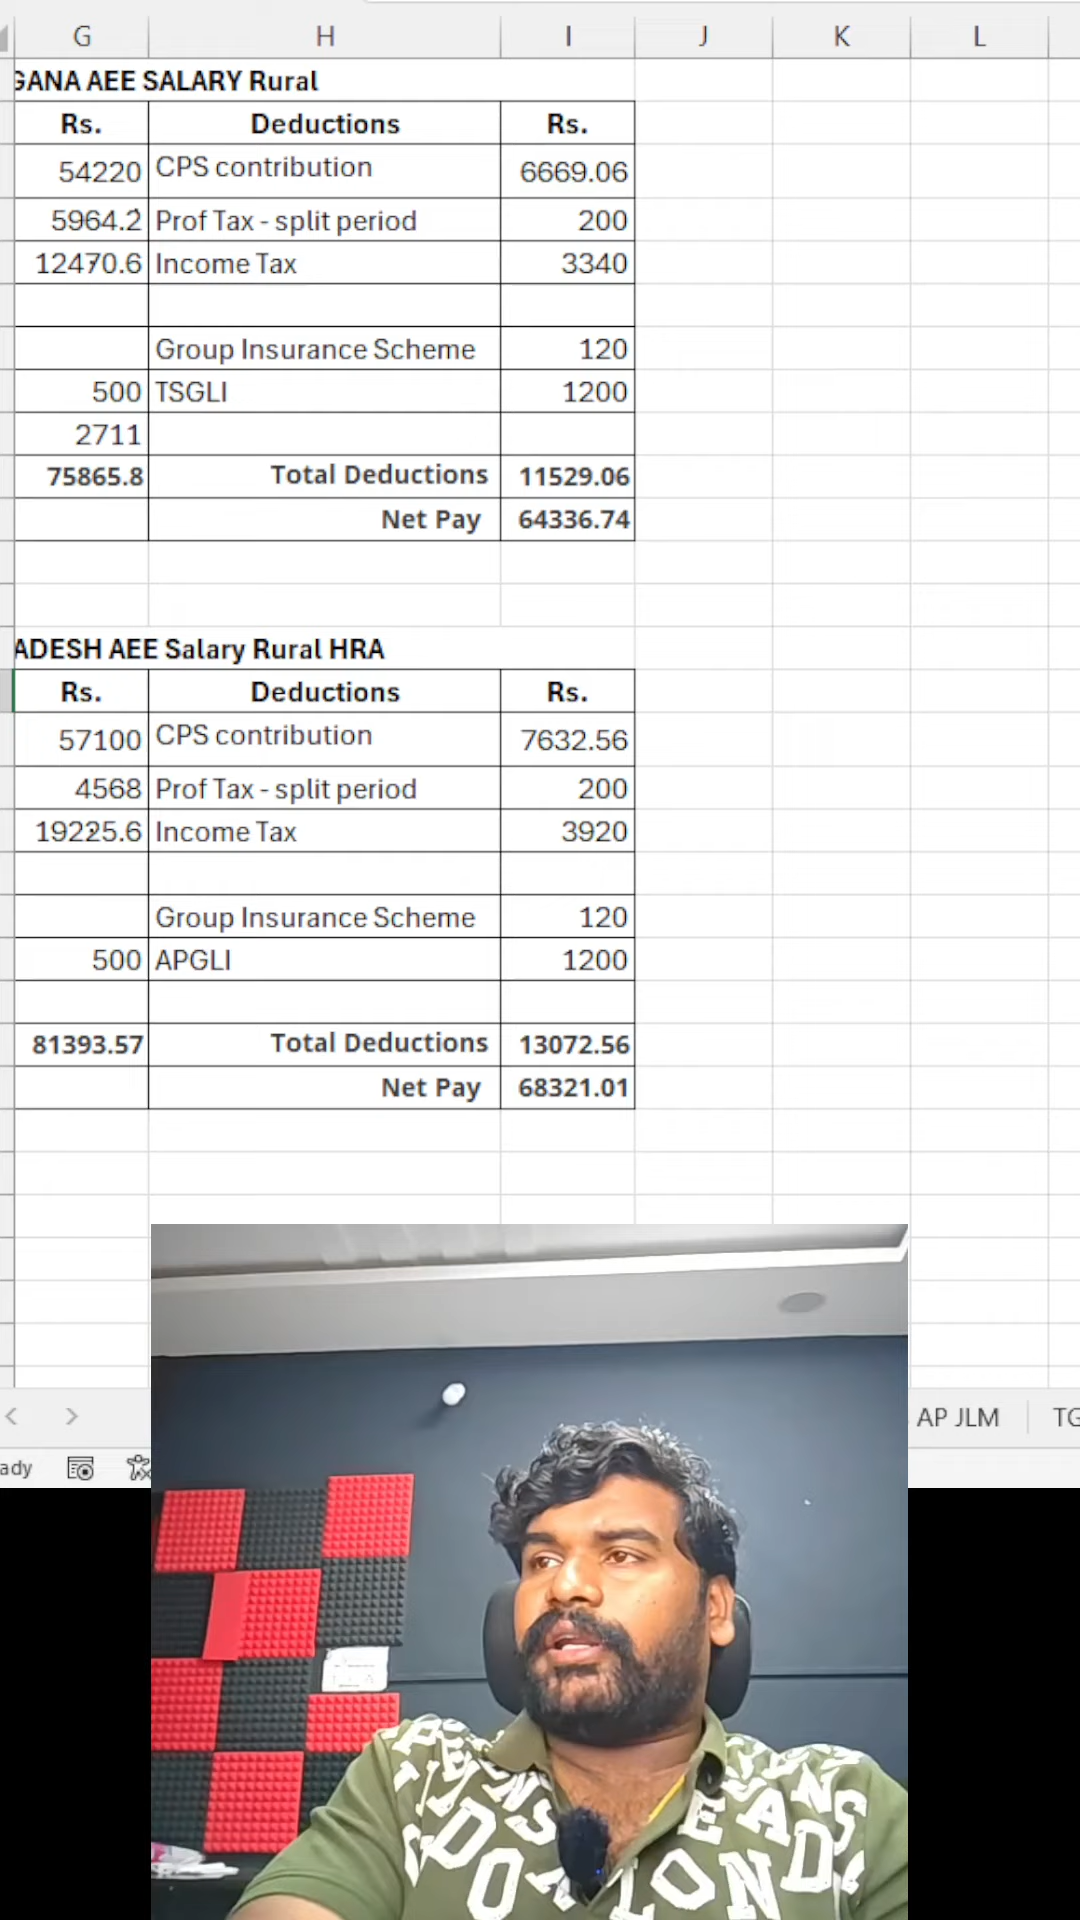 G H I J K L
GANA AEE SALARY Rural
Rs. Deductions Rs.
54220 CPS contribution 6669.06
5964.2 Prof Tax - split period 200
12470.6 Income Tax 3340
Group Insurance Scheme 120
500 TSGLI 1200
2711
75865.8 Total Deductions 11529.06
Net Pay 64336.74
ADESH AEE Salary Rural HRA
Rs. Deductions Rs.
57100 CPS contribution 7632.56
4568 Prof Tax - split period 200
19225.6 Income Tax 3920
Group Insurance Scheme 120
500 APGLI 1200
81393.57 Total Deductions 13072.56
Net Pay 68321.01
AP JLM TG
ady